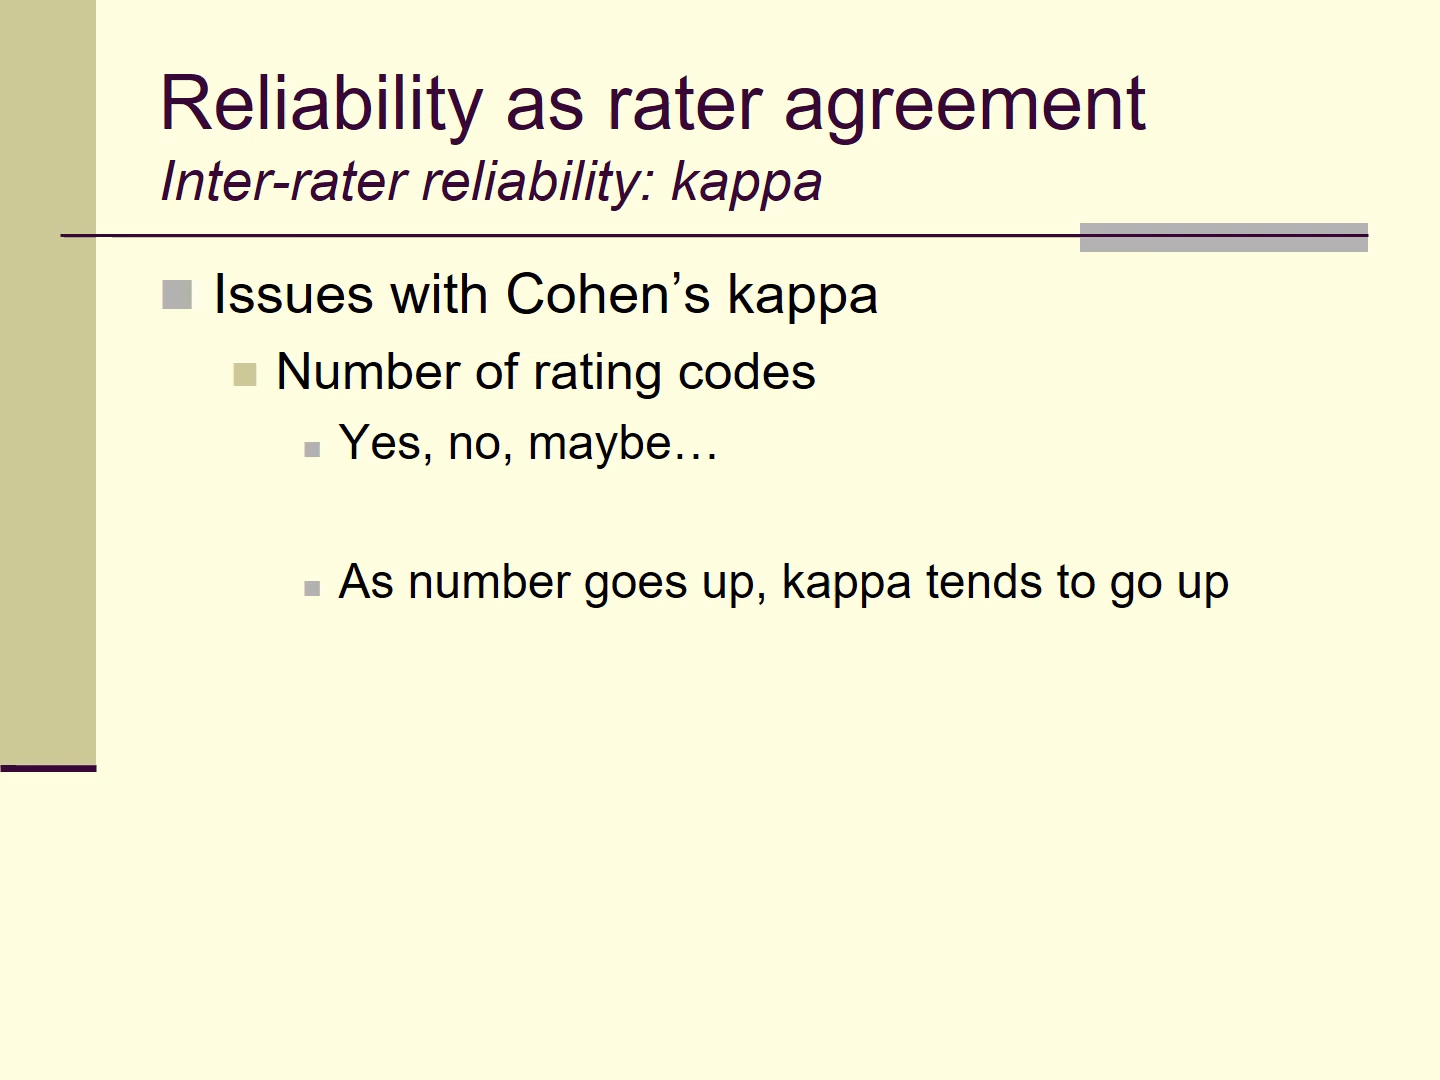 Reliability as rater agreement
Inter-rater reliability: kappa
Issues with Cohen’s kappa
Number of rating codes
Yes, no, maybe…
As number goes up, kappa tends to go up